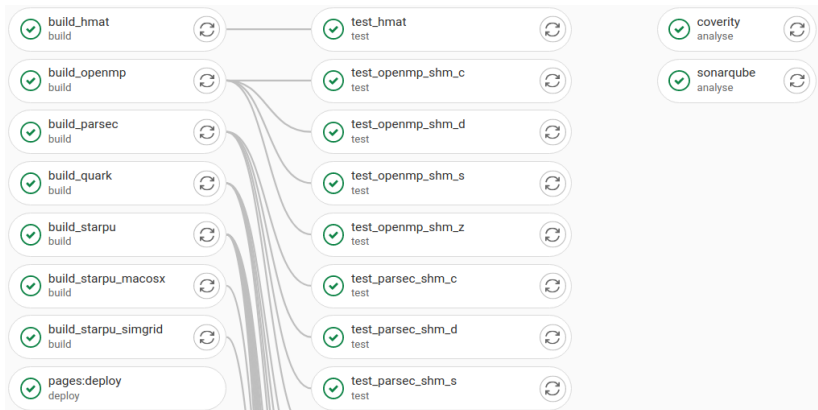 build_hmat
build
build_openmp
build
build_parsec
build
build_quark
build
build_starpu
build
build_starpu_macosx
build
build_starpu_simgrid
build
pages:deploy
deploy
test_hmat
test
test_openmp_shm_c
test
test_openmp_shm_d
test
test_openmp_shm_s
test
test_openmp_shm_z
test
test_parsec_shm_c
test
test_parsec_shm_d
test
test_parsec_shm_s
test
coverity
analyse
sonarqube
analyse